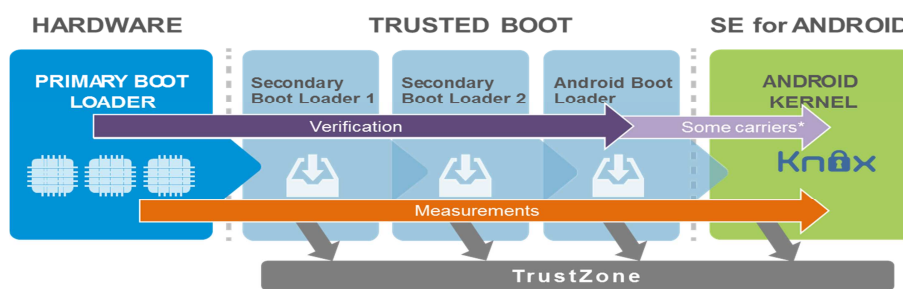 HARDWARE
TRUSTED BOOT
SE for ANDROID
PRIMARY BOOT
LOADER
Secondary
Boot Loader 1
Secondary
Boot Loader 2
Android Boot
Loader
ANDROID
KERNEL
Verification
Some carriers*
Knox
Measurements
TrustZone